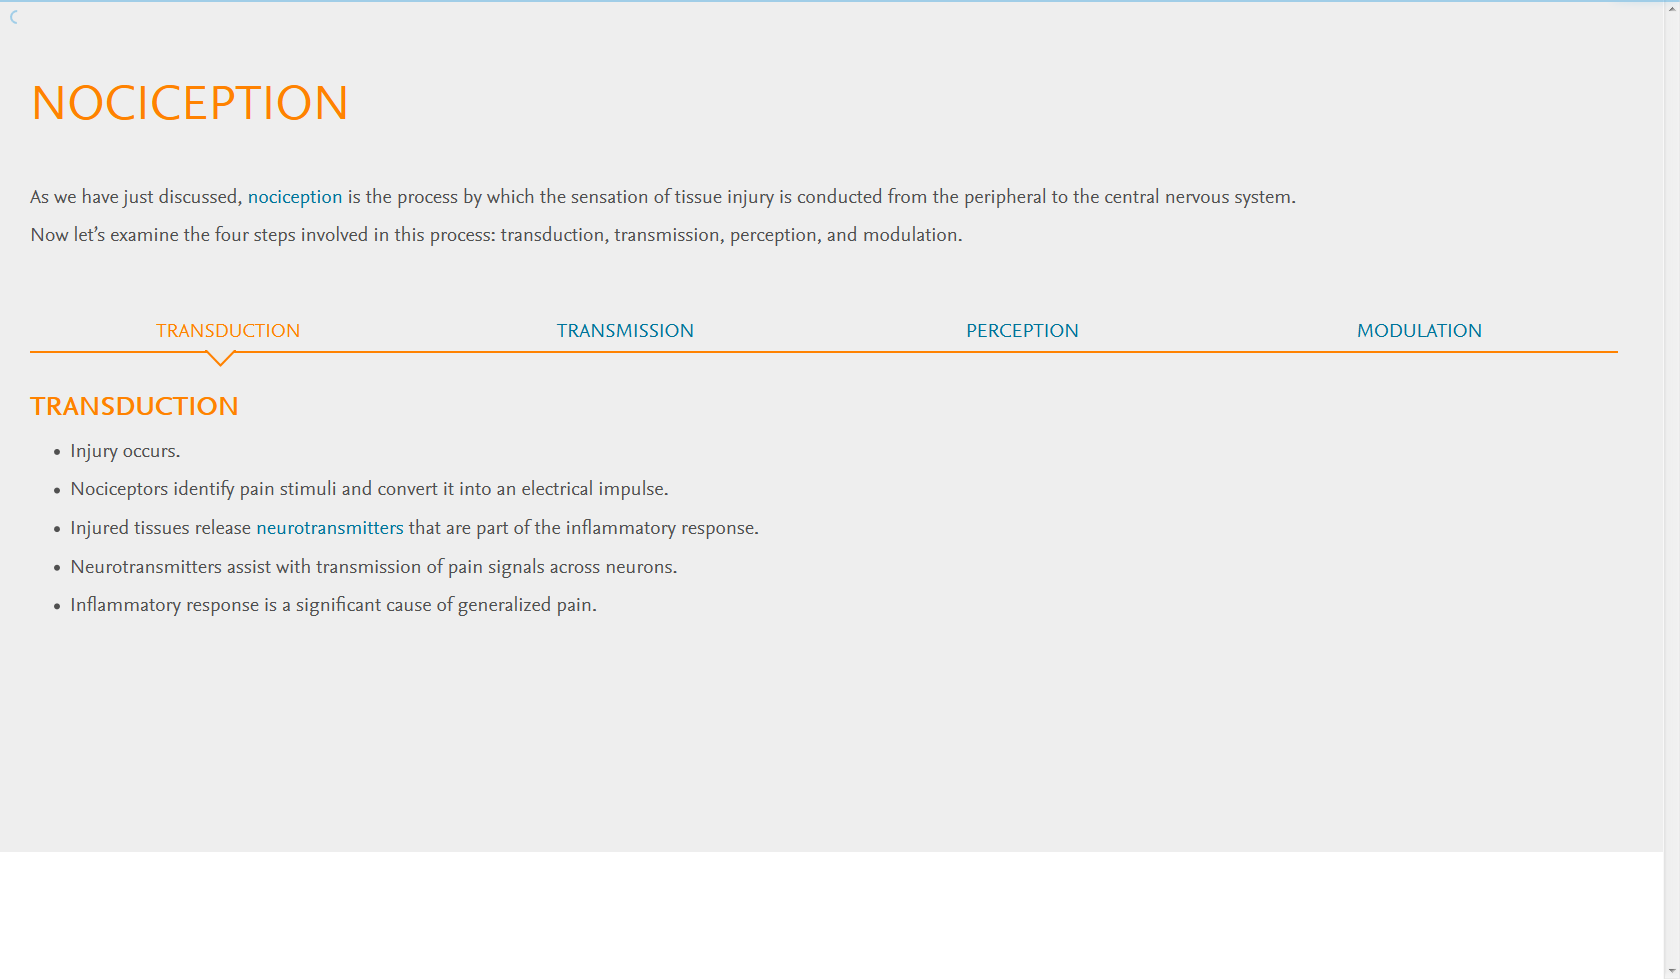 NOCICEPTION
As we have just discussed, nociception is the process by which the sensation of tissue injury is conducted from the peripheral to the central nervous system.
Now let’s examine the four steps involved in this process: transduction, transmission, perception, and modulation.
TRANSDUCTION TRANSMISSION PERCEPTION MODULATION
TRANSDUCTION
• Injury occurs.
• Nociceptors identify pain stimuli and convert it into an electrical impulse.
• Injured tissues release neurotransmitters that are part of the inflammatory response.
• Neurotransmitters assist with transmission of pain signals across neurons.
• Inflammatory response is a significant cause of generalized pain.